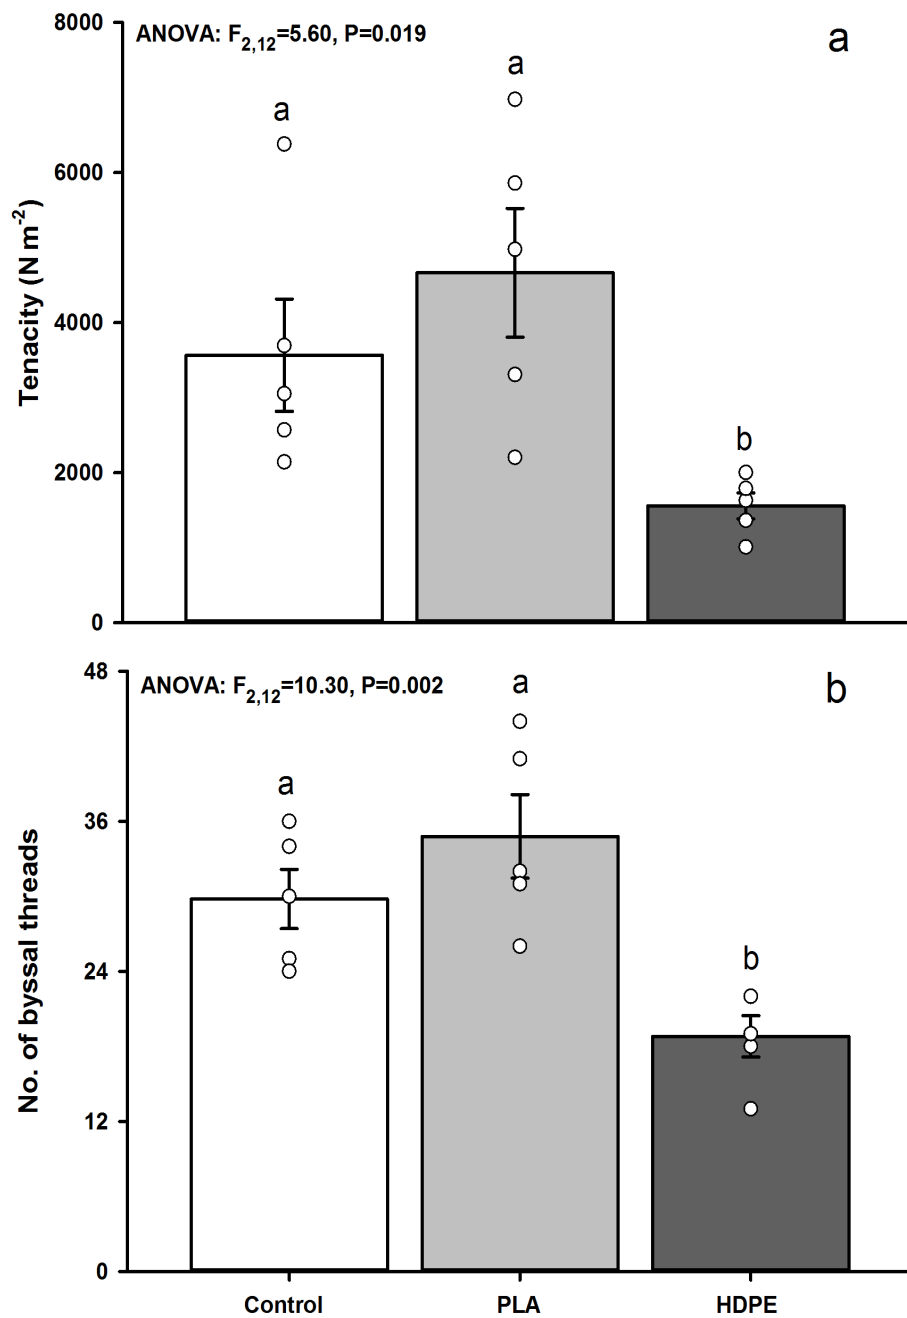 8000
ANOVA: F2,12=5.60, P=0.019
a
a
a
6000
4000
b
2000
0
Tenacity (N m-2)
48
ANOVA: F2,12=10.30, P=0.002
a
b
a
36
b
24
12
0
No. of byssal threads
Control PLA HDPE